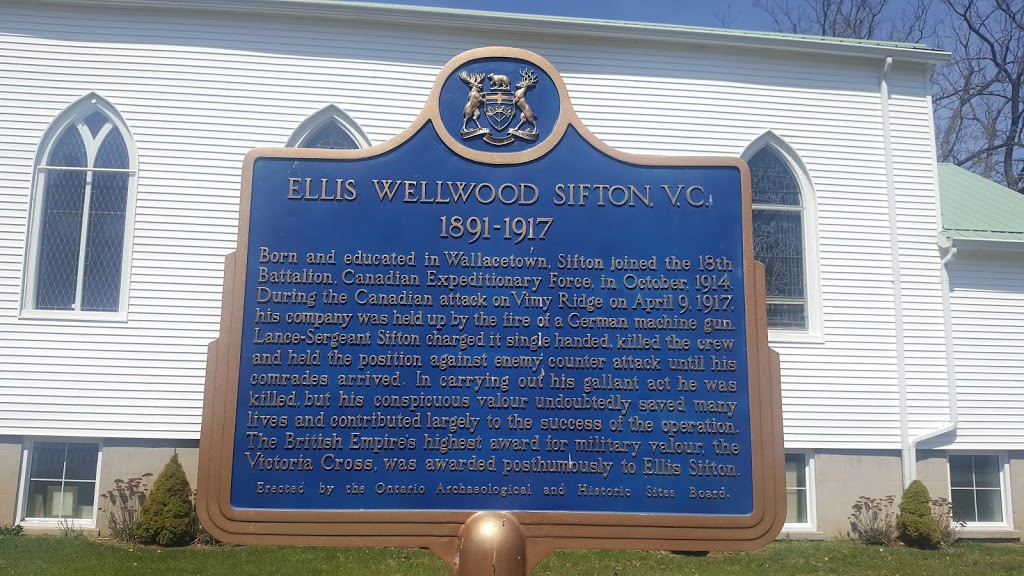 ELLIS WELLWOOD SIFTON, V.C.
1891-1917
Born and educated in Wallacetown, Sifton joined the 18th
Battalion, Canadian Expeditionary Force, in October, 1914.
During the Canadian attack on Vimy Ridge on April 9, 1917,
his company was held up by the fire of a German machine gun.
Lance-Sergeant Sifton charged it single handed, killed the crew
and held the position against enemy counter attack until his
comrades arrived. In carrying out his gallant act he was
killed, but his conspicuous valour undoubtedly saved many
lives and contributed largely to the success of the operation.
The British Empire's highest award for military valour, the
Victoria Cross, was awarded posthumously to Ellis Sifton.
Erected by the Ontario Archaeological and Historic Sites Board.